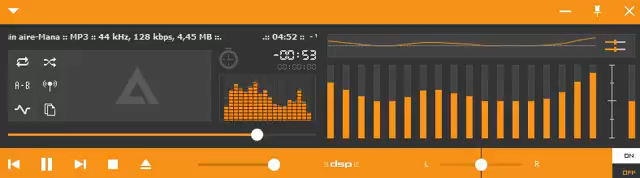 in aire-Mana :: MP3 :: 44 kHz, 128 kbps, 4,45 MB ::. .:: 04:52 :. - 1
-00:53
00:00:00
A-B
:: dsp ::
L R
ON
OFF